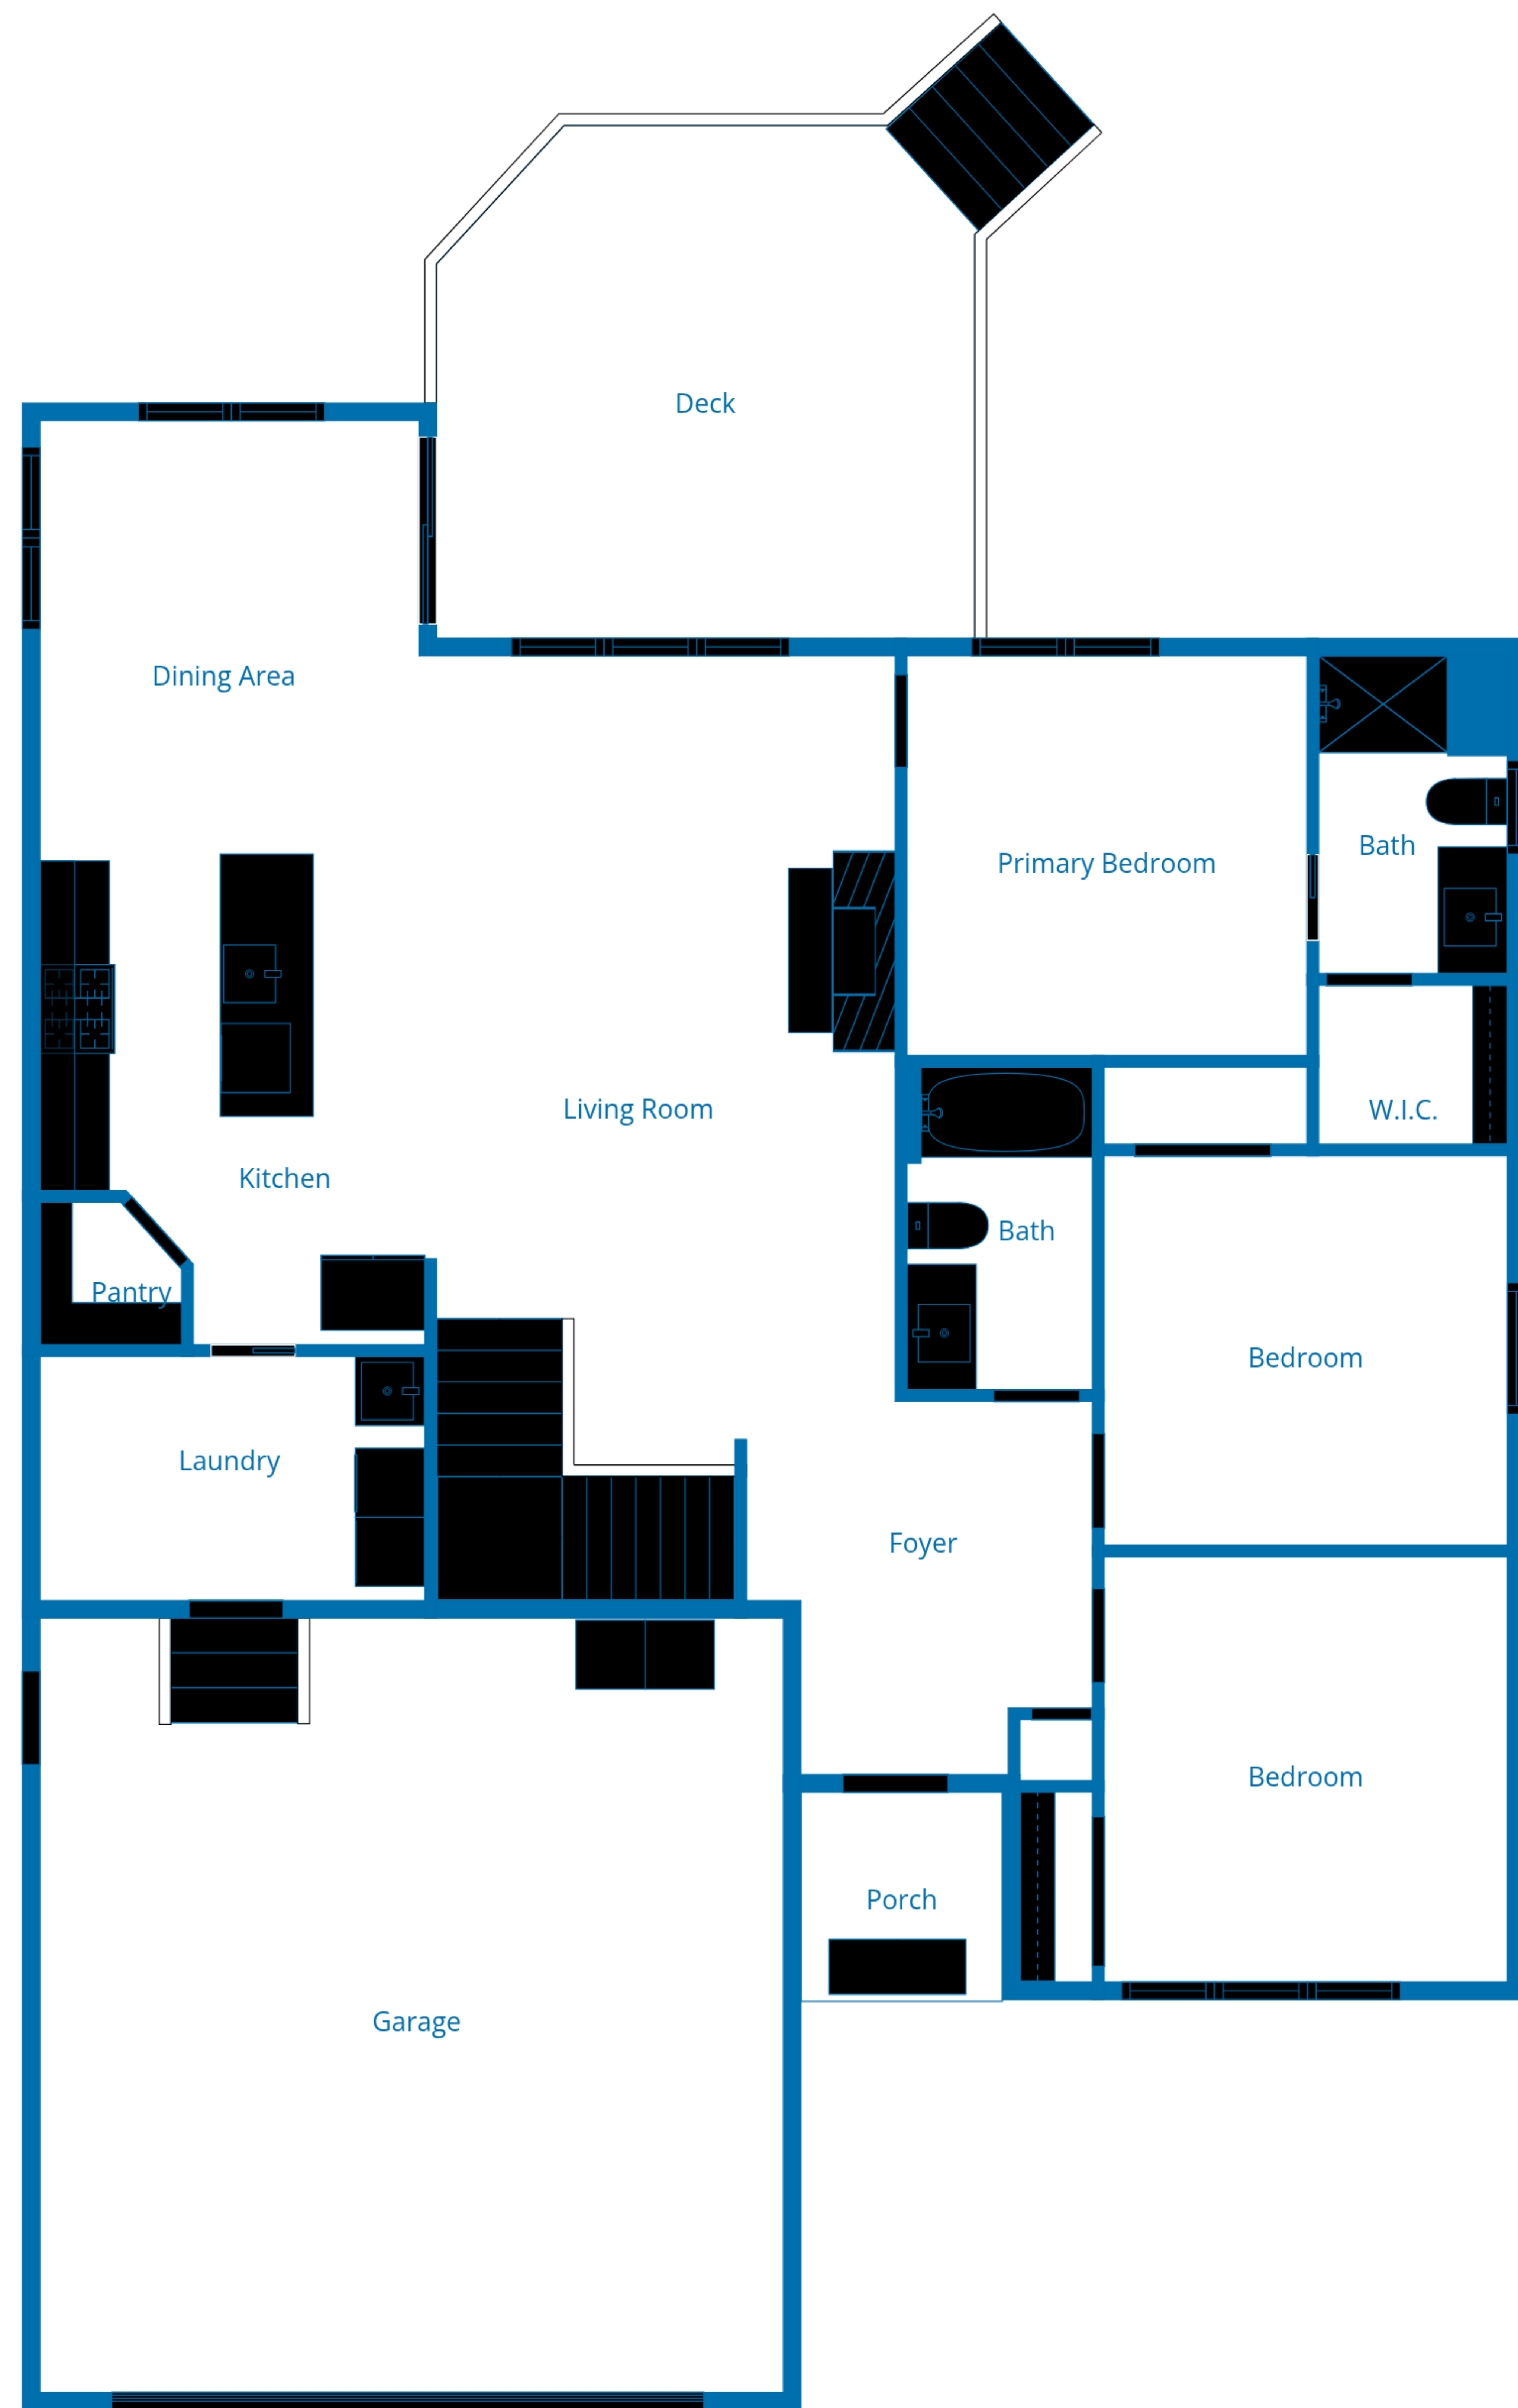 Deck
Dining Area
Primary Bedroom
Bath
Living Room
W.I.C.
Kitchen
Bath
Pantry
Bedroom
Laundry
Foyer
Bedroom
Porch
Garage